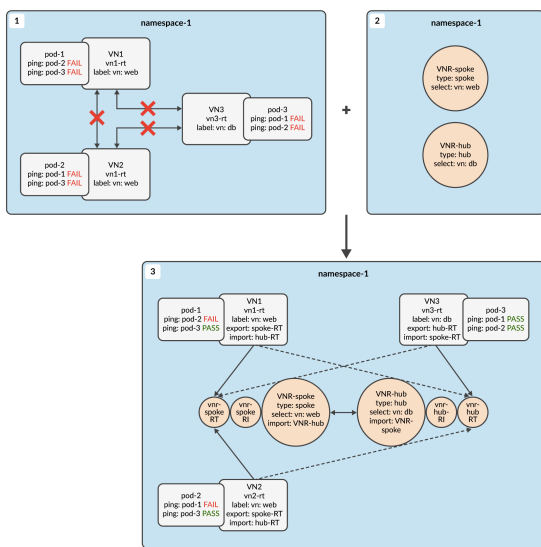 1
namespace-1
pod-1
ping: pod-2 FAIL
ping: pod-3 FAIL
VN1
vn1-rt
label: vn: web
VN3
vn3-rt
label: vn: db
pod-3
ping: pod-1 FAIL
ping: pod-2 FAIL
pod-2
ping: pod-1 FAIL
ping: pod-3 FAIL
VN2
vn1-rt
label: vn: web
+
2
namespace-1
VNR-spoke
type: spoke
select: vn: web
VNR-hub
type: hub
select: vn: db
3
namespace-1
pod-1
ping: pod-2 FAIL
ping: pod-3 PASS
VN1
vn1-rt
label: vn: web
export: spoke-RT
import: hub-RT
VN3
vn3-rt
label: vn: db
export: hub-RT
import: spoke-RT
pod-3
ping: pod-1 PASS
ping: pod-2 PASS
vnr-
spoke
RT
vnr-
spoke
RI
VNR-spoke
type: spoke
select: vn: web
import: VNR-hub
VNR-hub
type: hub
select: vn: db
import: VNR-
spoke
vnr-
hub-
RI
vnr-
hub
RT
pod-2
ping: pod-1 FAIL
ping: pod-3 PASS
VN2
vn2-rt
label: vn: web
export: spoke-RT
import: hub-RT